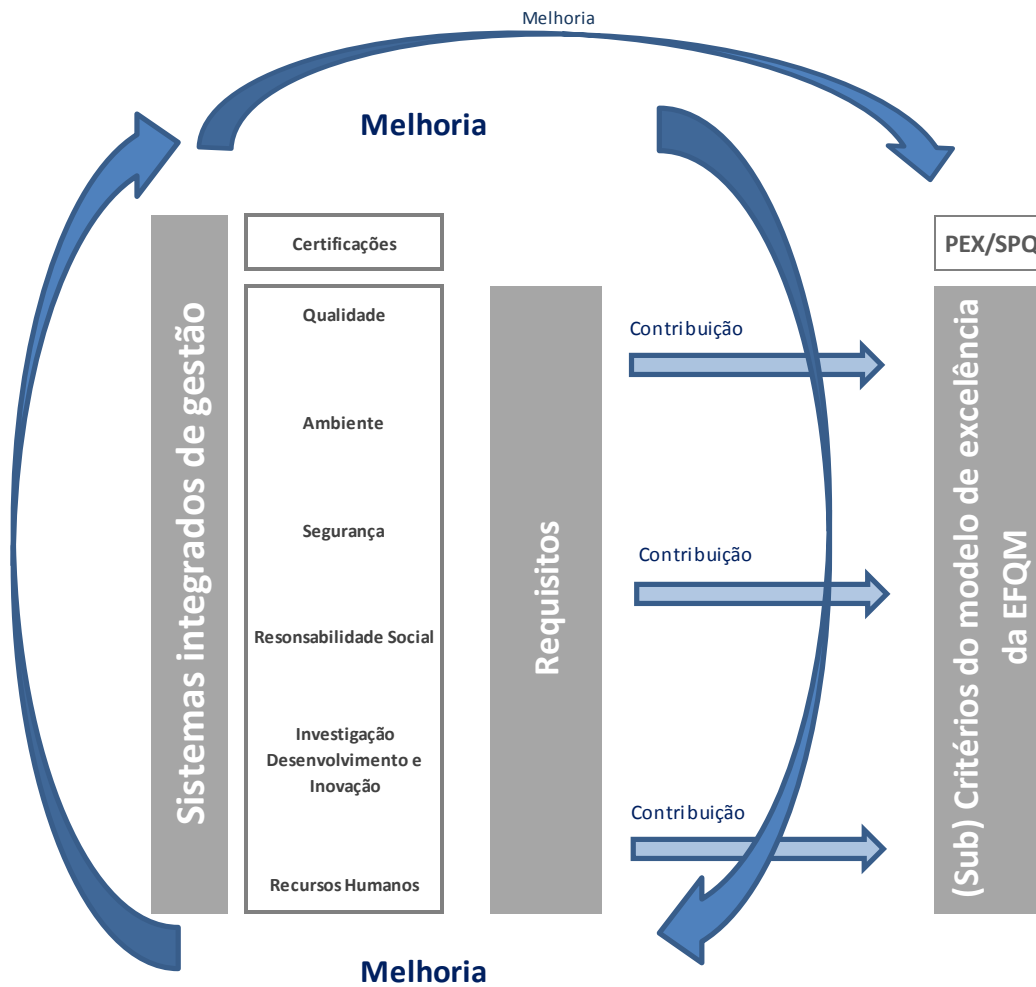 Melhoria
Melhoria
Certificações
PEX/SPQ
Sistemas integrados de gestão
Qualidade
Ambiente
Segurança
Resonsabilidade Social
Investigação
Desenvolvimento e
Inovação
Recursos Humanos
Requisitos
Contribuição
Contribuição
Contribuição
(Sub) Critérios do modelo de excelência
da EFQM
Melhoria